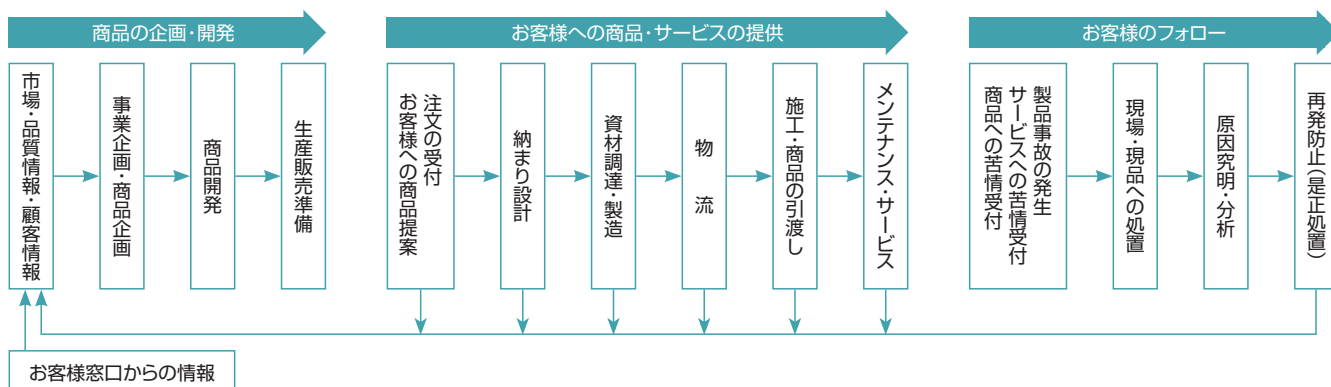 商品の企画・開発
お客様への商品・サービスの提供
お客様のフォロー
市場・品質情報・顧客情報
事業企画・商品企画
商品開発
生産販売準備
注文の受付
お客様への商品提案
納まり設計
資材調達・製造
物流
施工・商品の引渡し
メンテナンス・サービス
製品事故の発生
サービスへの苦情受付
商品への苦情受付
現場・現品への処置
原因究明・分析
再発防止(是正処置)
お客様窓口からの情報